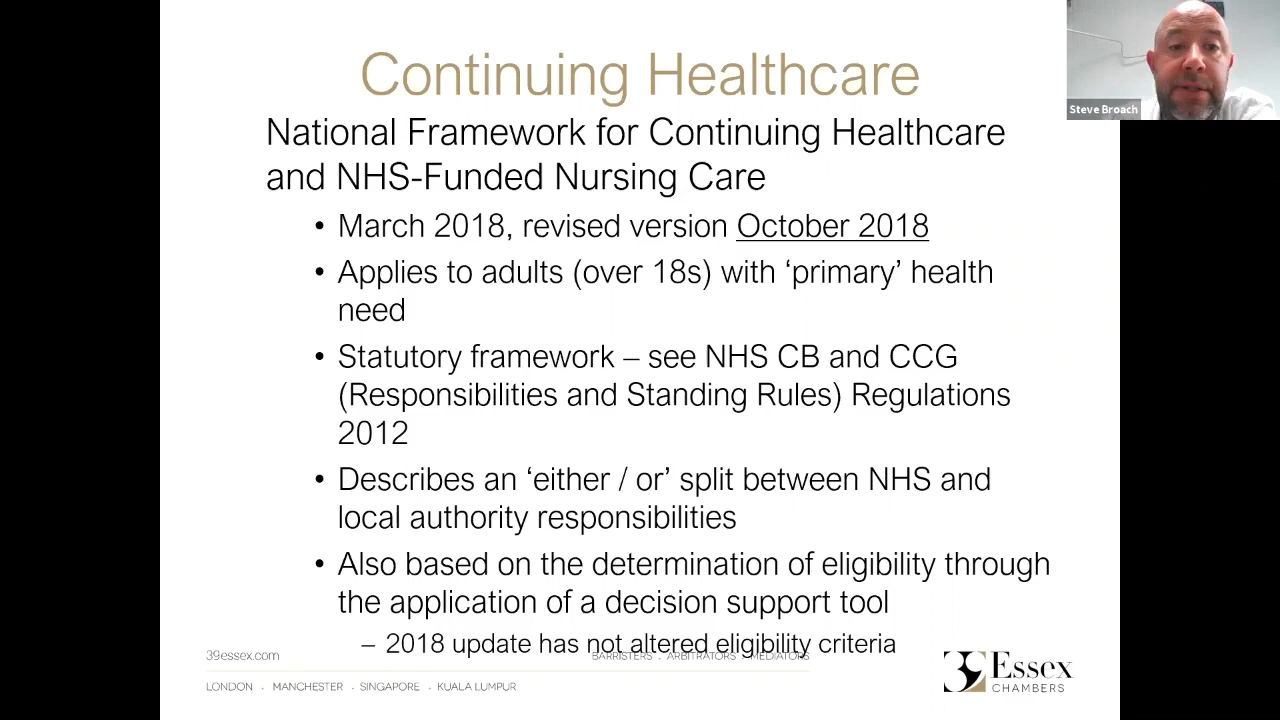 Continuing Healthcare
Steve Broach
National Framework for Continuing Healthcare
and NHS-Funded Nursing Care
• March 2018, revised version October 2018
• Applies to adults (over 18s) with ‘primary’ health
need
• Statutory framework – see NHS CB and CCG
(Responsibilities and Standing Rules) Regulations
2012
• Describes an ‘either / or’ split between NHS and
local authority responsibilities
• Also based on the determination of eligibility through
the application of a decision support tool
– 2018 update has not altered eligibility criteria
39essex.com
BARRISTERS . ARBITRATORS . MEDIATORS
LONDON . MANCHESTER . SINGAPORE . KUALA LUMPUR
39 Essex
CHAMBERS